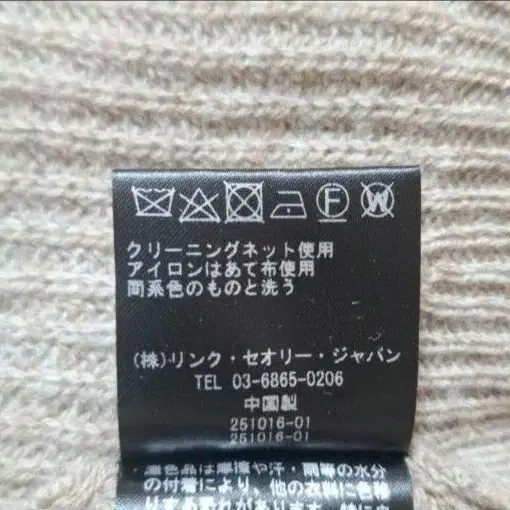 F W
クリーニングネット使用
アイロンはあて布使用
同系色のものと洗う
(株)リンク・セオリー・ジャパン
TEL 03-6865-0206
中国製
251016-01
251016-01
濃色品は摩擦や汗・雨等の水分
の付着により、他の衣料に色移